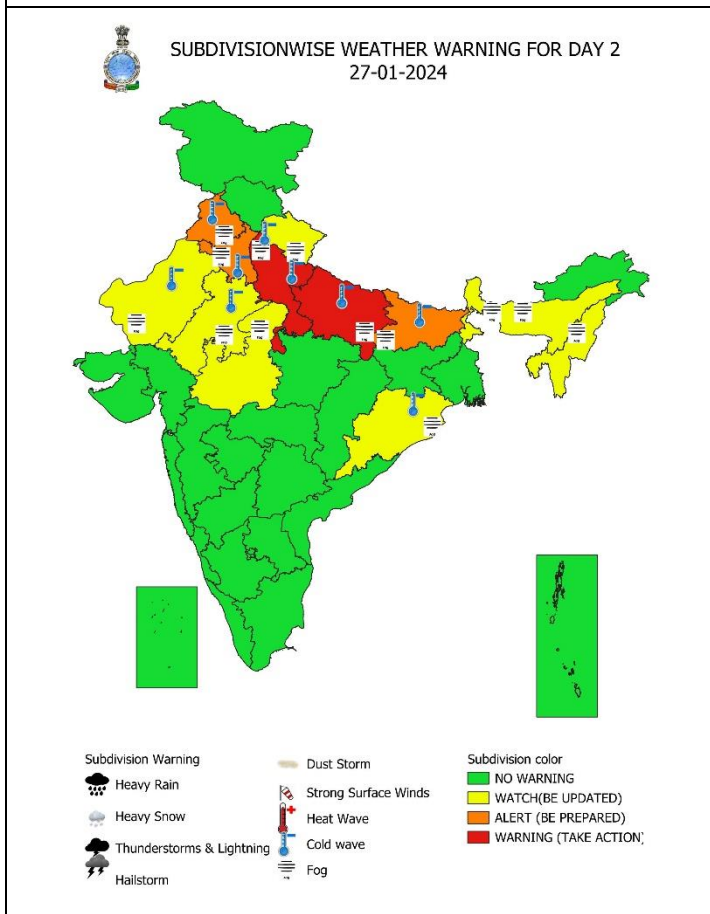 SUBDIVISIONWISE WEATHER WARNING FOR DAY 2
27-01-2024
Subdivision Warning
Heavy Rain
Heavy Snow
Thunderstorms & Lightning
Hailstorm
Dust Storm
Strong Surface Winds
Heat Wave
Cold wave
Fog
Subdivision color
NO WARNING
WATCH(BE UPDATED)
ALERT (BE PREPARED)
WARNING (TAKE ACTION)